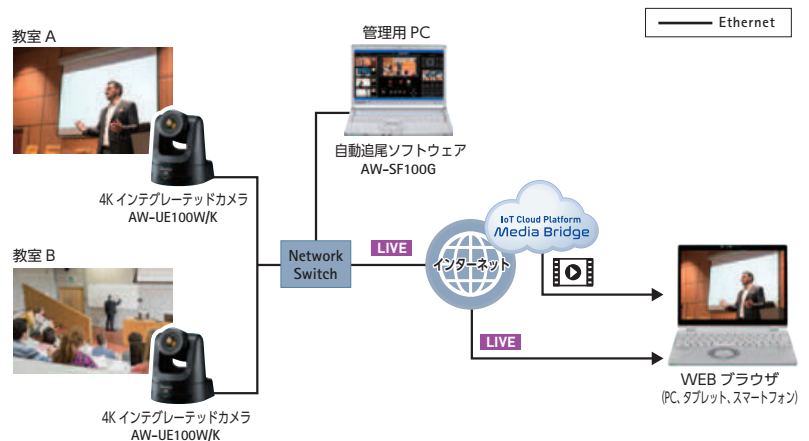 Ethernet
教室 A
管理用 PC
自動追尾ソフトウェア
AW-SF100G
4K インテグレーテッドカメラ
AW-UE100W/K
IoT Cloud Platform
Media Bridge
教室 B
Network
Switch
LIVE
インターネット
LIVE
WEB ブラウザ
(PC、タブレット、スマートフォン)
4K インテグレーテッドカメラ
AW-UE100W/K